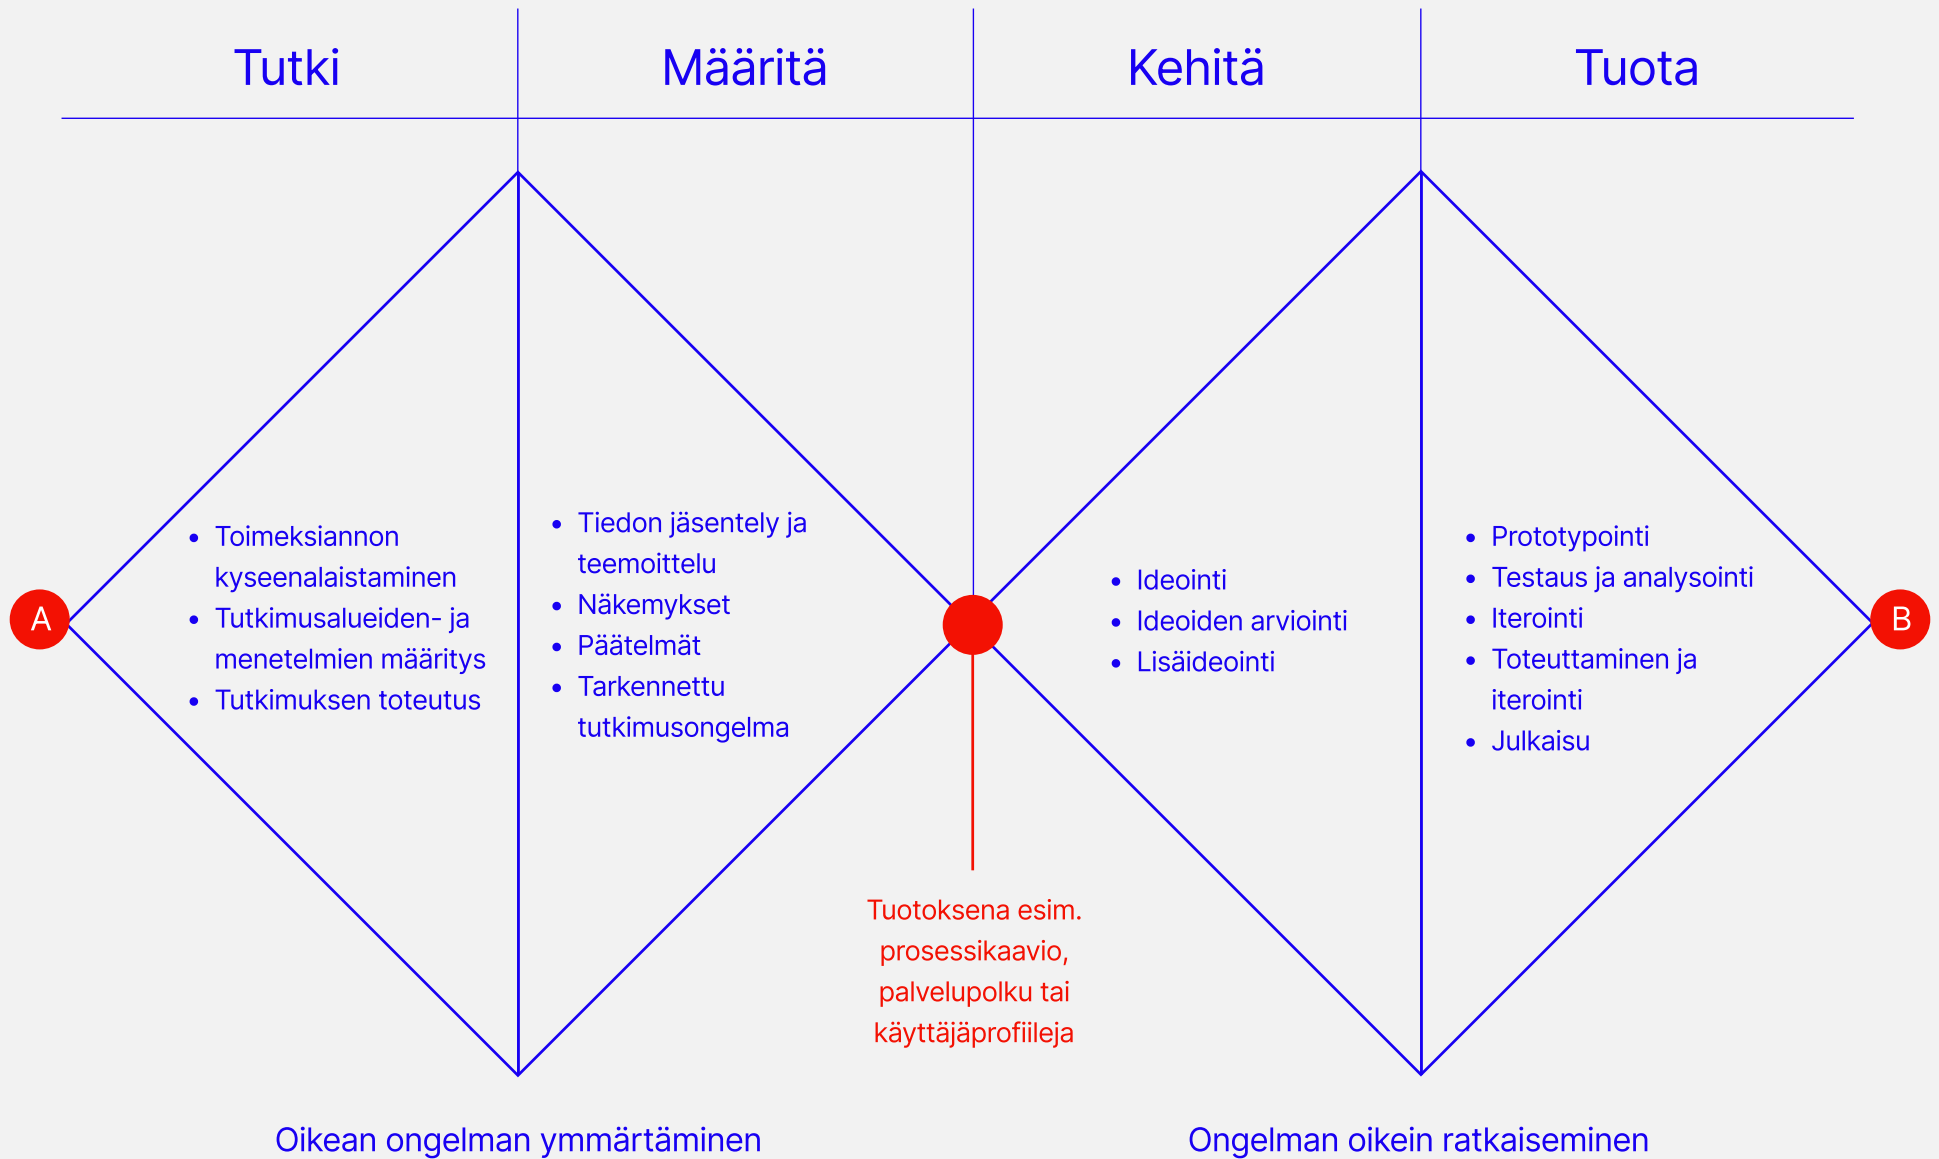 Tutki
Määritä
Kehitä
Tuota
A
• Toimeksiannon
kyseenalaistaminen
• Tutkimusalueiden- ja
menetelmien määritys
• Tutkimuksen toteutus
• Tiedon jäsentely ja
teemoittelu
• Näkemykset
• Päätelmät
• Tarkennettu
tutkimusongelma
• Ideointi
• Ideoiden arviointi
• Lisäideointi
• Prototypointi
• Testaus ja analysointi
• Iterointi
• Toteuttaminen ja
iterointi
• Julkaisu
B
Tuotoksena esim.
prosessikaavio,
palvelupolku tai
käyttäjäprofiileja
Oikean ongelman ymmärtäminen
Ongelman oikein ratkaiseminen